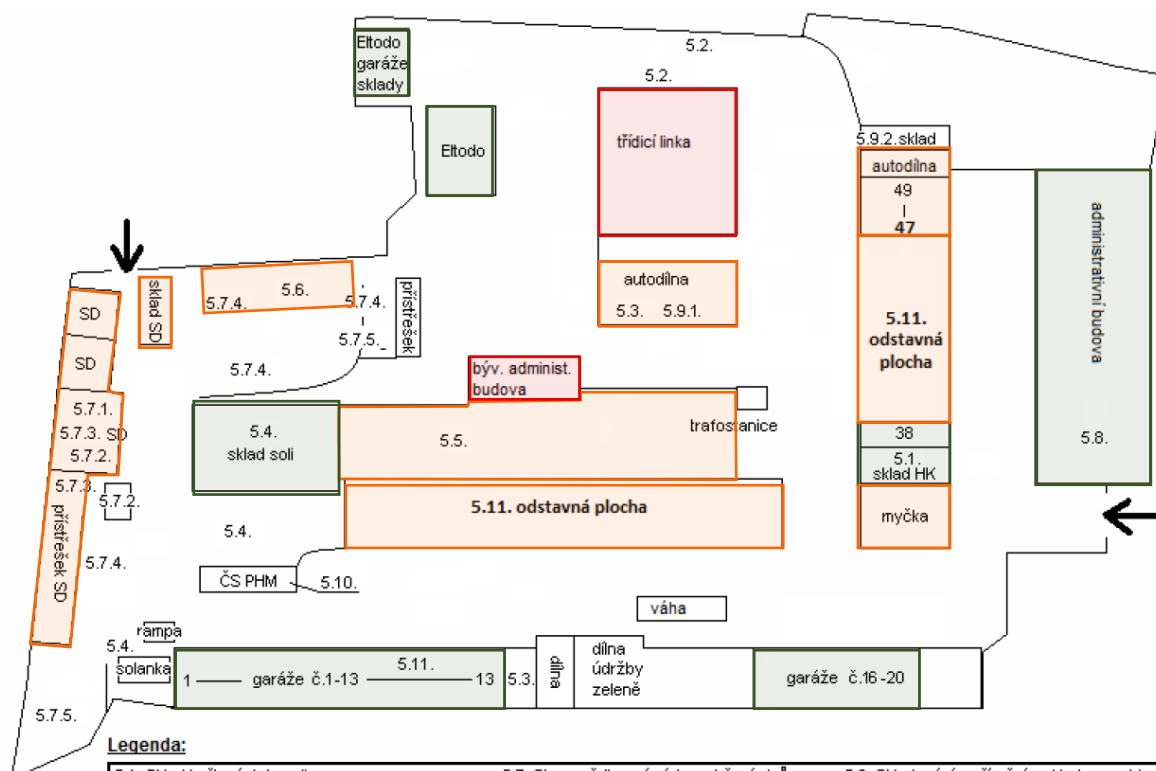 Eltodo
garáže
sklady
5.2.
5.2.
Eltodo
třídicí linka
5.9.2.sklad
autodílna
49
47
administrativní budova
5.8.
sklad SD
SD
SD
5.7.4.
5.6.
5.7.4.
5.7.5.
přístřešek
autodílna
5.3. 5.9.1.
5.11.
odstavná
plocha
5.7.4.
býv. administ.
budova
5.7.1.
5.7.3. SD
5.7.2.
5.4.
sklad soli
5.5.
trafostanice
38
5.1.
sklad HK
5.7.3.
5.7.2.
přístřešek SD
5.7.4.
5.4.
5.11. odstavná plocha
myčka
ČS PHM
5.10.
váha
rampa
5.4.
solanka
1 garáže č.1-13 13
5.11.
5.3.
dílna
dílna
údržby
zeleně
garáže č.16-20
5.7.5.
Legenda: